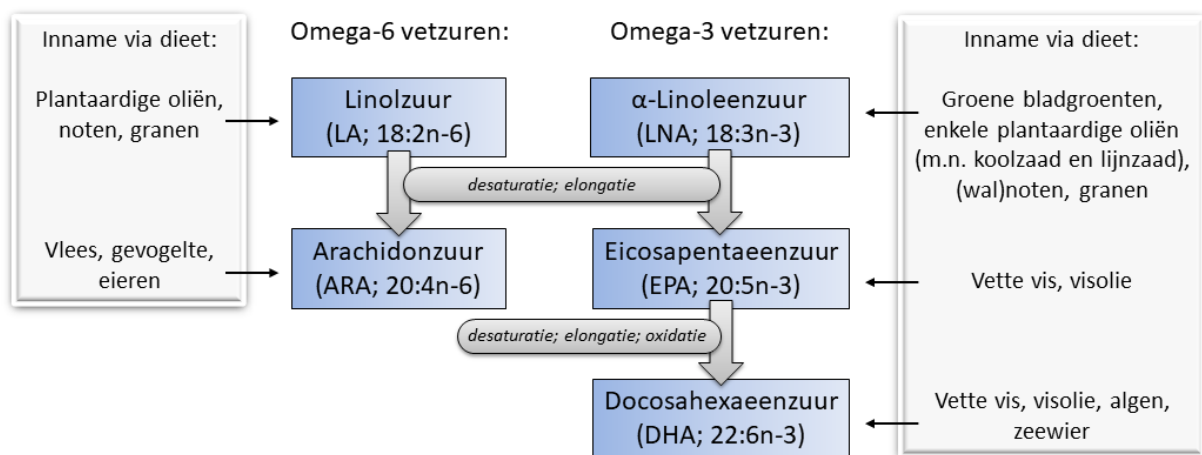 Inname via dieet:
Plantaardige oliën,
noten, granen
Vlees, gevogelte,
eieren
Omega-6 vetzuren:
Linolzuur
(LA; 18:2n-6)
Arachidonzuur
(ARA; 20:4n-6)
Omega-3 vetzuren:
α-Linoleenzuur
(LNA; 18:3n-3)
desaturatie; elongatie
Eicosapentaeenzuur
(EPA; 20:5n-3)
desaturatie; elongatie; oxidatie
Docosahexaeenzuur
(DHA; 22:6n-3)
Inname via dieet:
Groene bladgroenten,
enkele plantaardige oliën
(m.n. koolzaad en lijnzaad),
(wal)noten, granen
Vette vis, visolie
Vette vis, visolie, algen,
zeewier